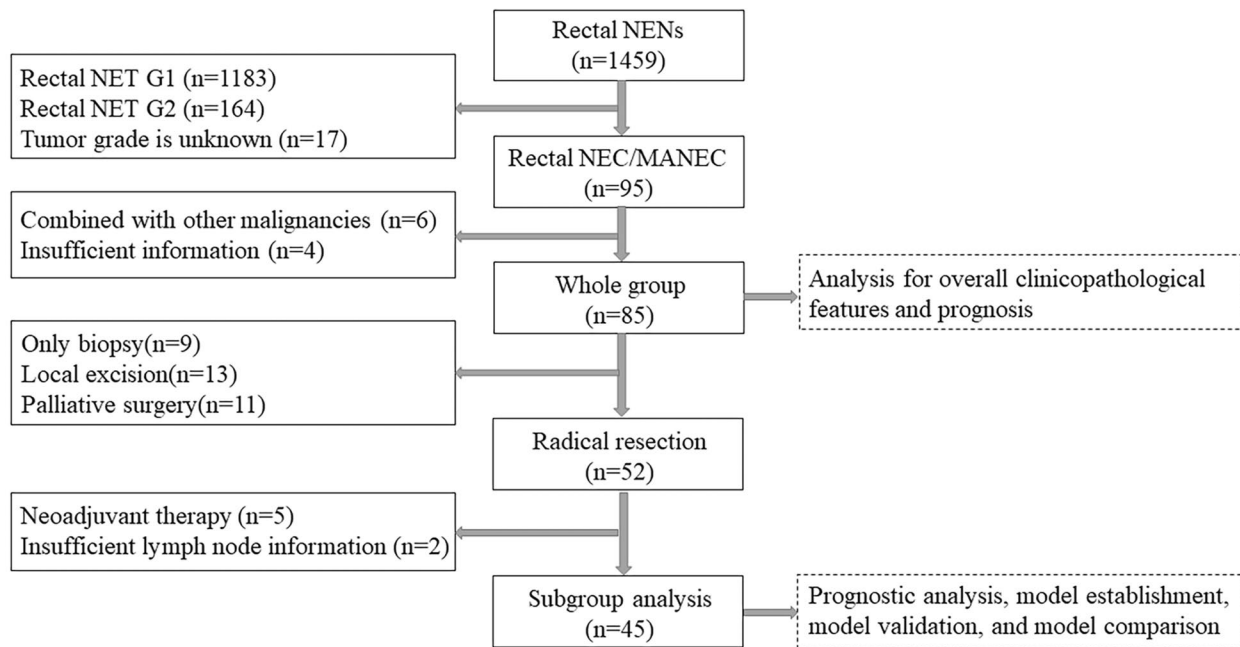 Rectal NENs
(n=1459)
Rectal NET G1 (n=1183)
Rectal NET G2 (n=164)
Tumor grade is unknown (n=17)
Rectal NEC/MANEC
(n=95)
Combined with other malignancies (n=6)
Insufficient information (n=4)
Whole group
(n=85)
Analysis for overall clinicopathological
features and prognosis
Only biopsy(n=9)
Local excision(n=13)
Palliative surgery(n=11)
Radical resection
(n=52)
Neoadjuvant therapy (n=5)
Insufficient lymph node information (n=2)
Subgroup analysis
(n=45)
Prognostic analysis, model establishment,
model validation, and model comparison